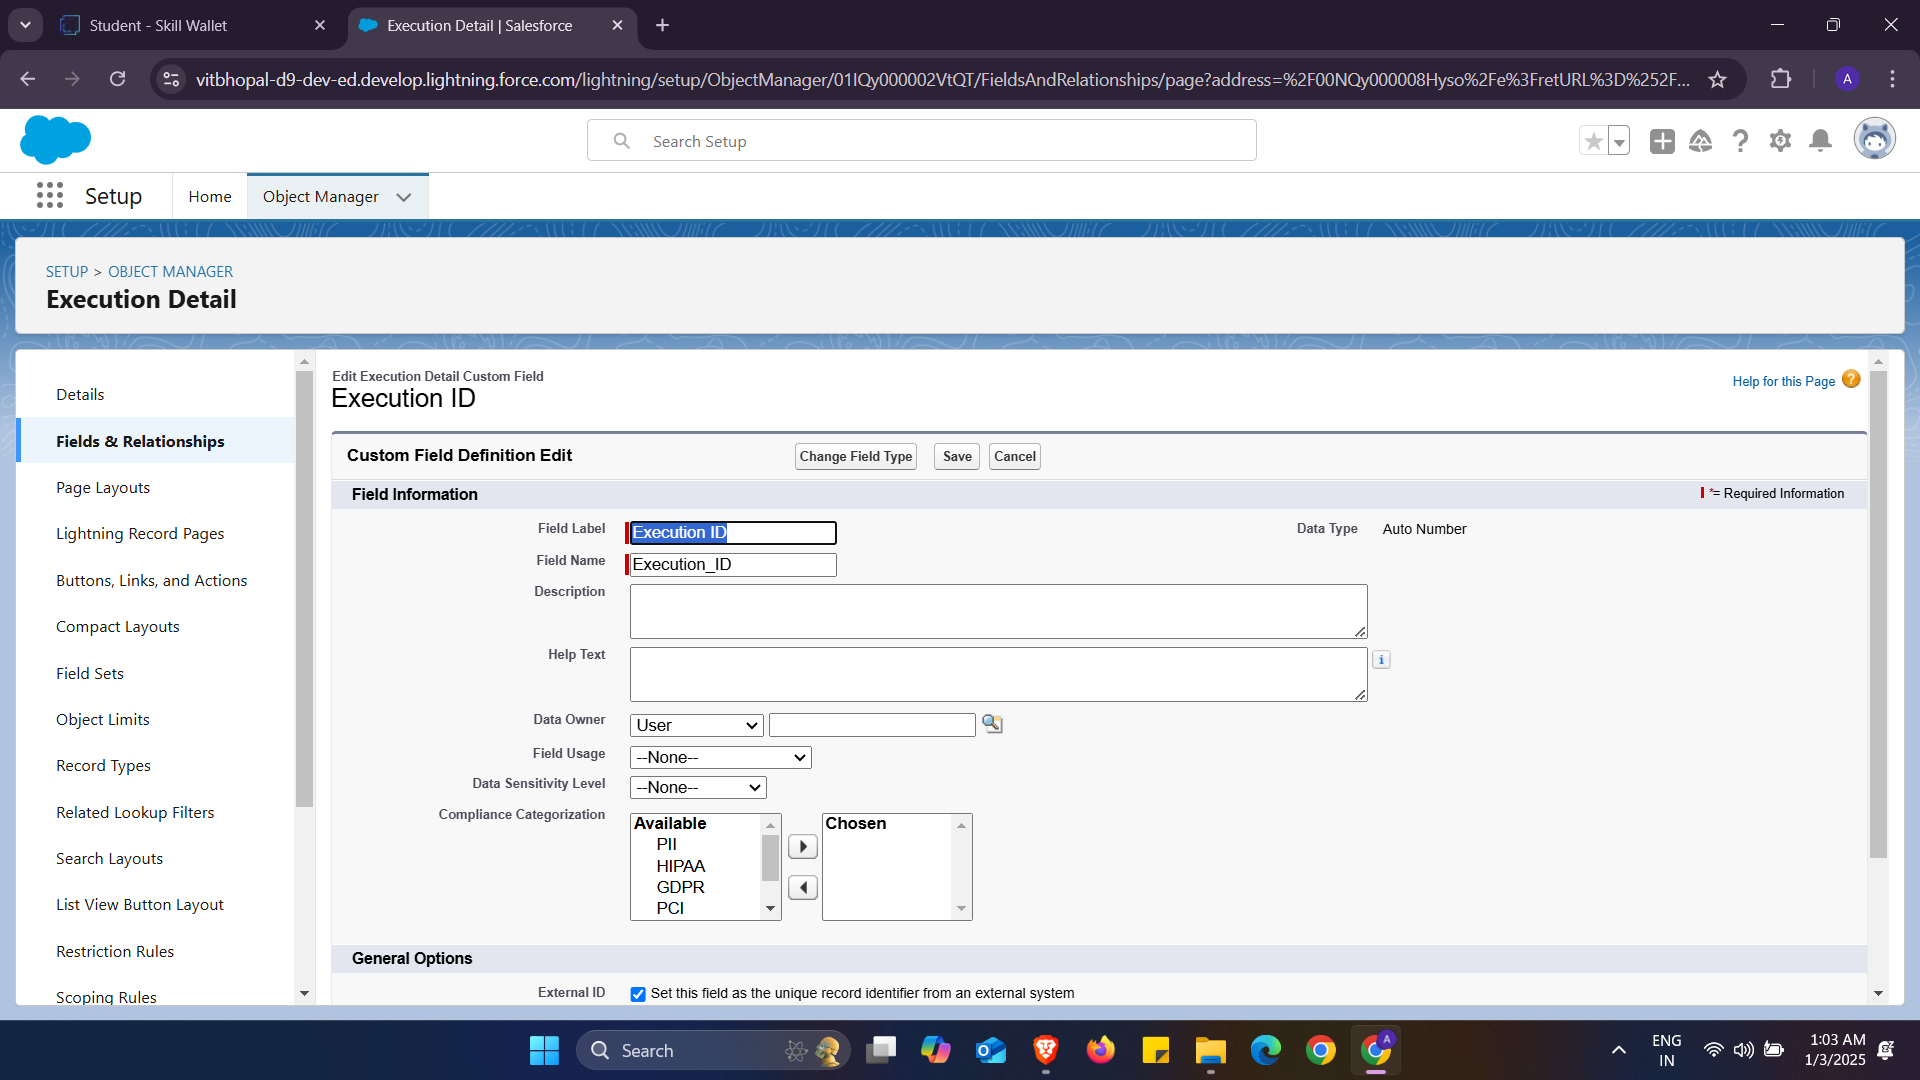 Student - Skill Wallet
Execution Detail | Salesforce
vitbhopal-d9-dev-ed.develop.lightning.force.com/lightning/setup/ObjectManager/01IQy000002VtQT/FieldsAndRelationships/page?address=%2F00NQy000008Hyso%2Fe%3FretURL%3D%252F...
A
Search Setup
Setup
Home
Object Manager
SETUP > OBJECT MANAGER
Execution Detail
Details
Fields & Relationships
Page Layouts
Lightning Record Pages
Buttons, Links, and Actions
Compact Layouts
Field Sets
Object Limits
Record Types
Related Lookup Filters
Search Layouts
List View Button Layout
Restriction Rules
Scoping Rules
Edit Execution Detail Custom Field
Execution ID
Help for this Page
Custom Field Definition Edit
Change Field Type
Save
Cancel
Field Information
*= Required Information
Field Label
Execution ID
Data Type
Auto Number
Field Name
Execution_ID
Description
Help Text
Data Owner
User
Field Usage
--None--
Data Sensitivity Level
--None--
Compliance Categorization
Available
PII
HIPAA
GDPR
PCI
Chosen
General Options
External ID
Set this field as the unique record identifier from an external system
Search
A
ENG
IN
1:03 AM
1/3/2025